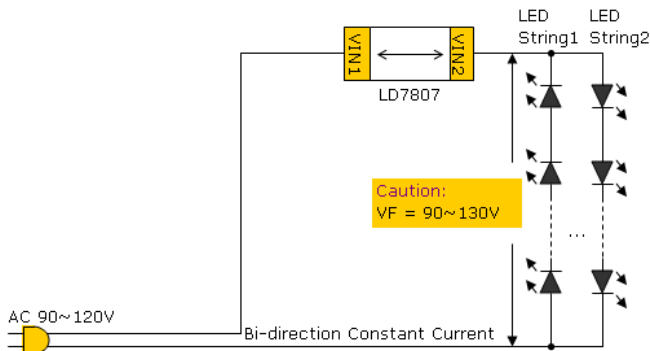 LED LED
String1 String2
VIN1 VIN2
LD7807
Caution:
VF = 90~130V
...
AC 90~120V
Bi-direction Constant Current